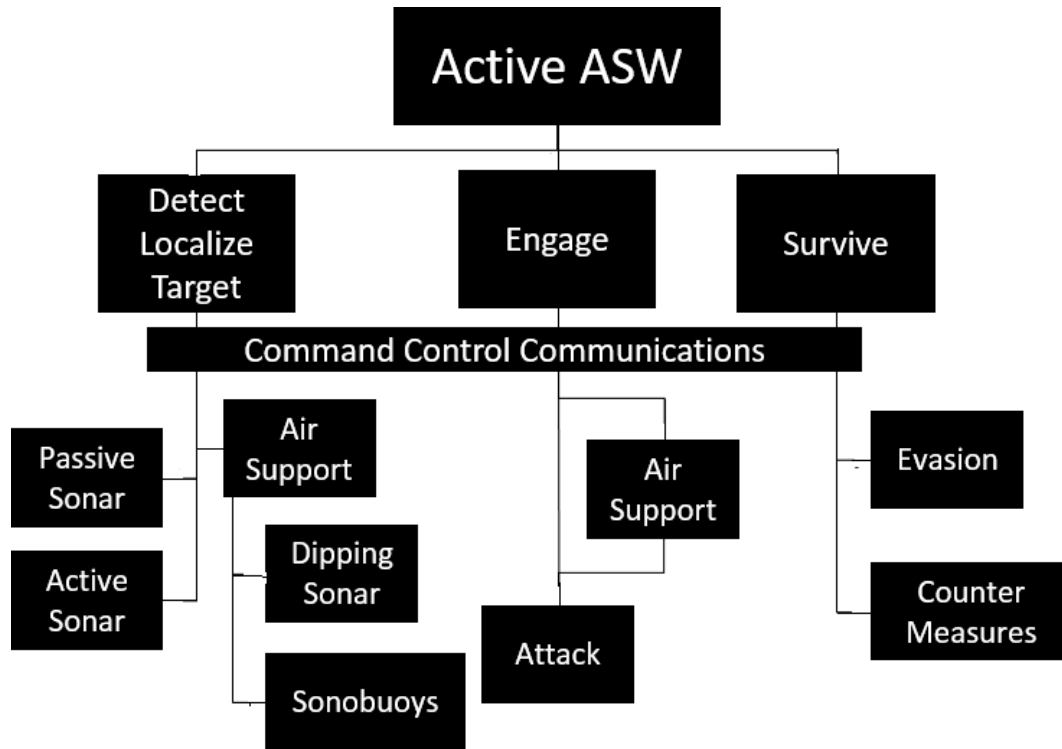 Active ASW
Detect
Localize
Target
Engage
Survive
Command Control Communications
Passive
Sonar
Active
Sonar
Air
Support
Dipping
Sonar
Sonobuoys
Air
Support
Attack
Evasion
Counter
Measures